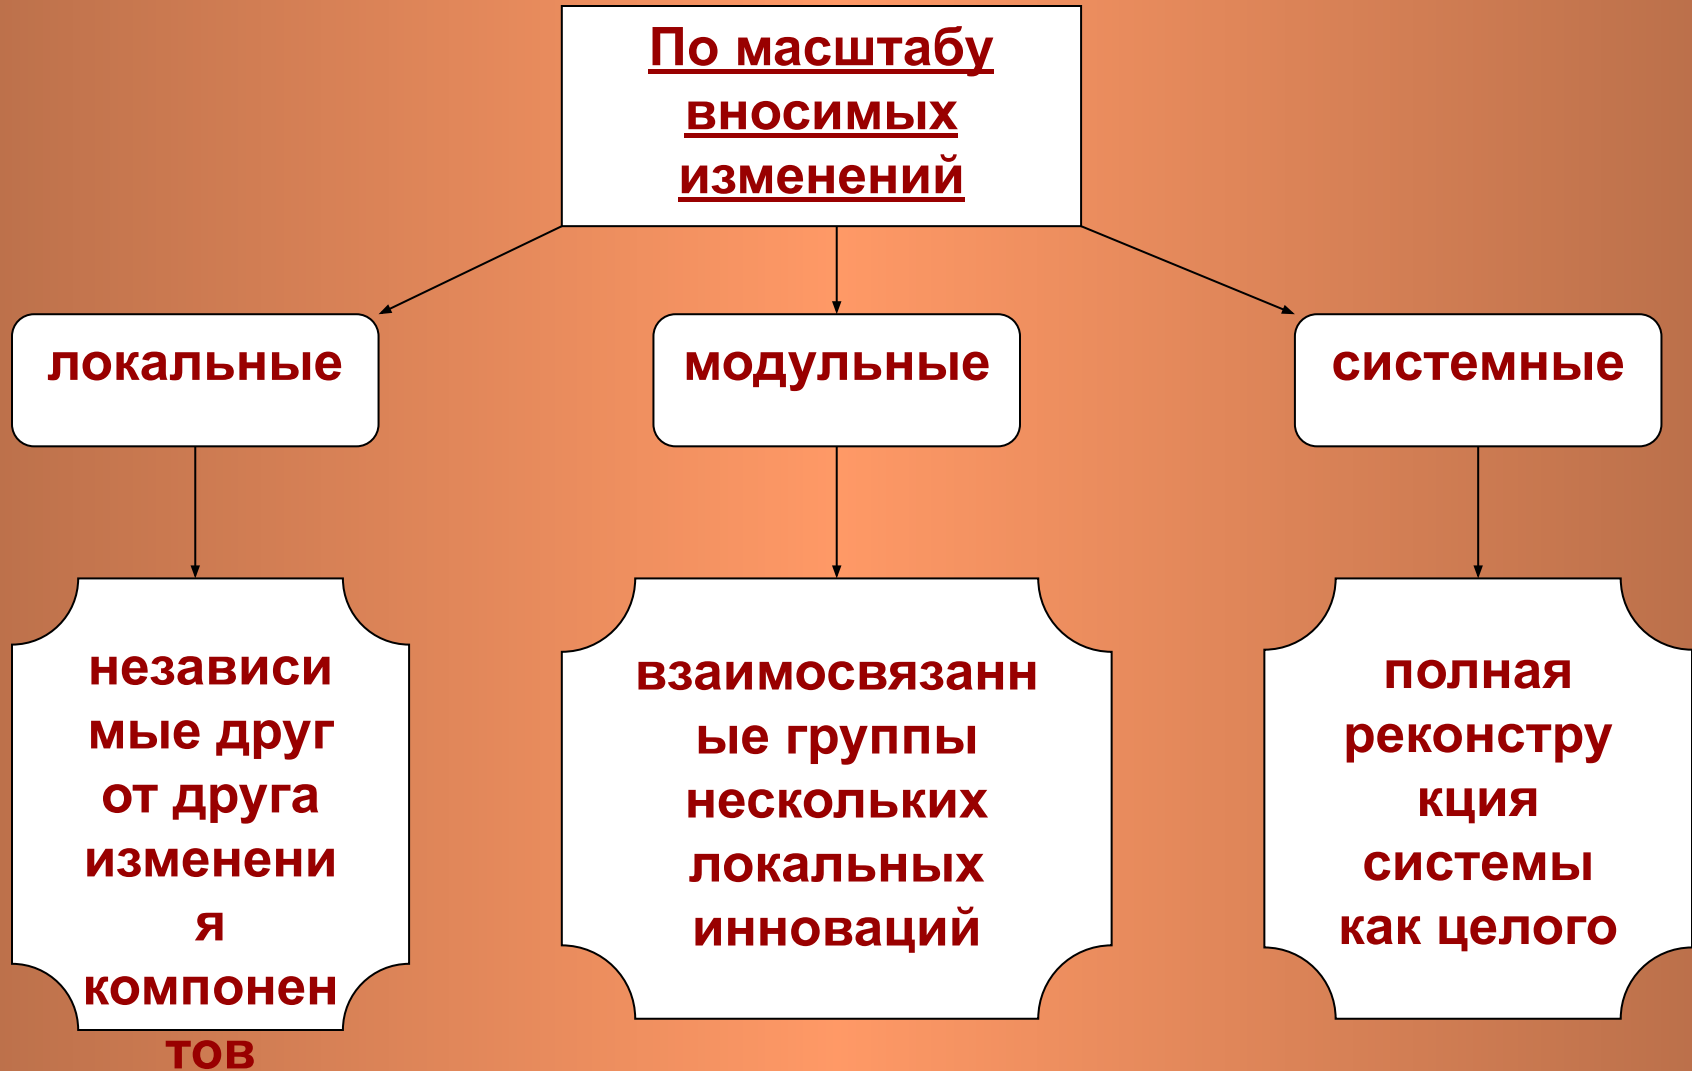 По масштабу
вносимых
изменений
локальные
модульные
системные
независи
мые друг
от друга
изменени
я
компонен
тов
взаимосвязанн
ые группы
нескольких
локальных
инноваций
полная
реконстру
кция
системы
как целого